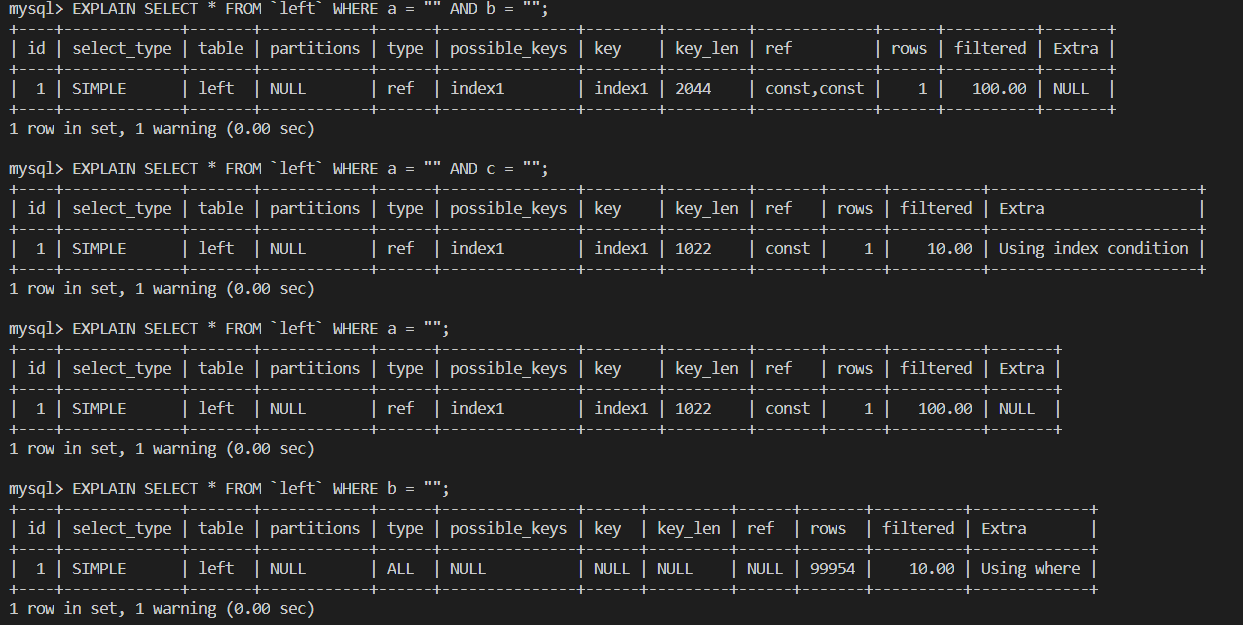 mysql> EXPLAIN SELECT * FROM `left` WHERE a = "" AND b = "";
+----+-------------+-------+------------+------+---------------+--------+---------+-------------+------+----------+-------+
| id | select_type | table | partitions | type | possible_keys | key    | key_len | ref         | rows | filtered | Extra |
+----+-------------+-------+------------+------+---------------+--------+---------+-------------+------+----------+-------+
|  1 | SIMPLE      | left  | NULL       | ref  | index1        | index1 | 2044    | const,const |    1 |   100.00 | NULL  |
+----+-------------+-------+------------+------+---------------+--------+---------+-------------+------+----------+-------+
1 row in set, 1 warning (0.00 sec)
mysql> EXPLAIN SELECT * FROM `left` WHERE a = "" AND c = "";
+----+-------------+-------+------------+------+---------------+--------+---------+-------+------+----------+-----------------------+
| id | select_type | table | partitions | type | possible_keys | key    | key_len | ref   | rows | filtered | Extra                 |
+----+-------------+-------+------------+------+---------------+--------+---------+-------+------+----------+-----------------------+
|  1 | SIMPLE      | left  | NULL       | ref  | index1        | index1 | 1022    | const |    1 |    10.00 | Using index condition |
+----+-------------+-------+------------+------+---------------+--------+---------+-------+------+----------+-----------------------+
1 row in set, 1 warning (0.00 sec)
mysql> EXPLAIN SELECT * FROM `left` WHERE a = "";
+----+-------------+-------+------------+------+---------------+--------+---------+-------+------+----------+-------+
| id | select_type | table | partitions | type | possible_keys | key    | key_len | ref   | rows | filtered | Extra |
+----+-------------+-------+------------+------+---------------+--------+---------+-------+------+----------+-------+
|  1 | SIMPLE      | left  | NULL       | ref  | index1        | index1 | 1022    | const |    1 |   100.00 | NULL  |
+----+-------------+-------+------------+------+---------------+--------+---------+-------+------+----------+-------+
1 row in set, 1 warning (0.00 sec)
mysql> EXPLAIN SELECT * FROM `left` WHERE b = "";
+----+-------------+-------+------------+------+---------------+------+---------+------+-------+----------+-------------+
| id | select_type | table | partitions | type | possible_keys | key  | key_len | ref  | rows  | filtered | Extra       |
+----+-------------+-------+------------+------+---------------+------+---------+------+-------+----------+-------------+
|  1 | SIMPLE      | left  | NULL       | ALL  | NULL          | NULL | NULL    | NULL | 99954 |    10.00 | Using where |
+----+-------------+-------+------------+------+---------------+------+---------+------+-------+----------+-------------+
1 row in set, 1 warning (0.00 sec)